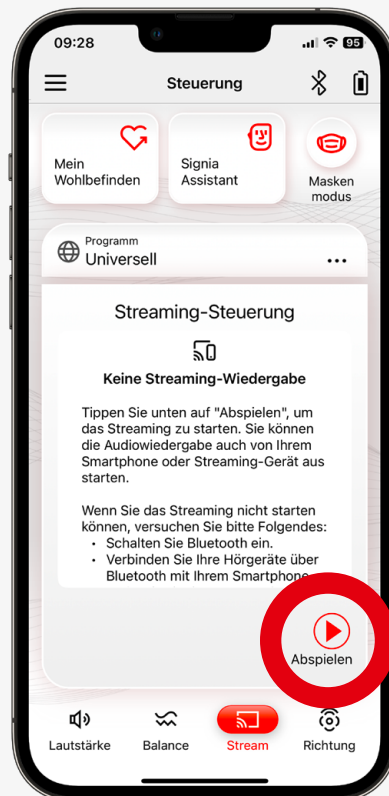 09:28
95
Steuerung
Mein
Wohlbefinden
Signia
Assistant
Masken
modus
Programm
Universell
...
Streaming-Steuerung
Keine Streaming-Wiedergabe
Tippen Sie unten auf "Abspielen", um
das Streaming zu starten. Sie können
die Audiowiedergabe auch von Ihrem
Smartphone oder Streaming-Gerät aus
starten.
Wenn Sie das Streaming nicht starten
können, versuchen Sie bitte Folgendes:
• Schalten Sie Bluetooth ein.
• Verbinden Sie Ihre Hörgeräte über
Bluetooth mit Ihrem Smartphone
Abspielen
Lautstärke
Balance
Stream
Richtung